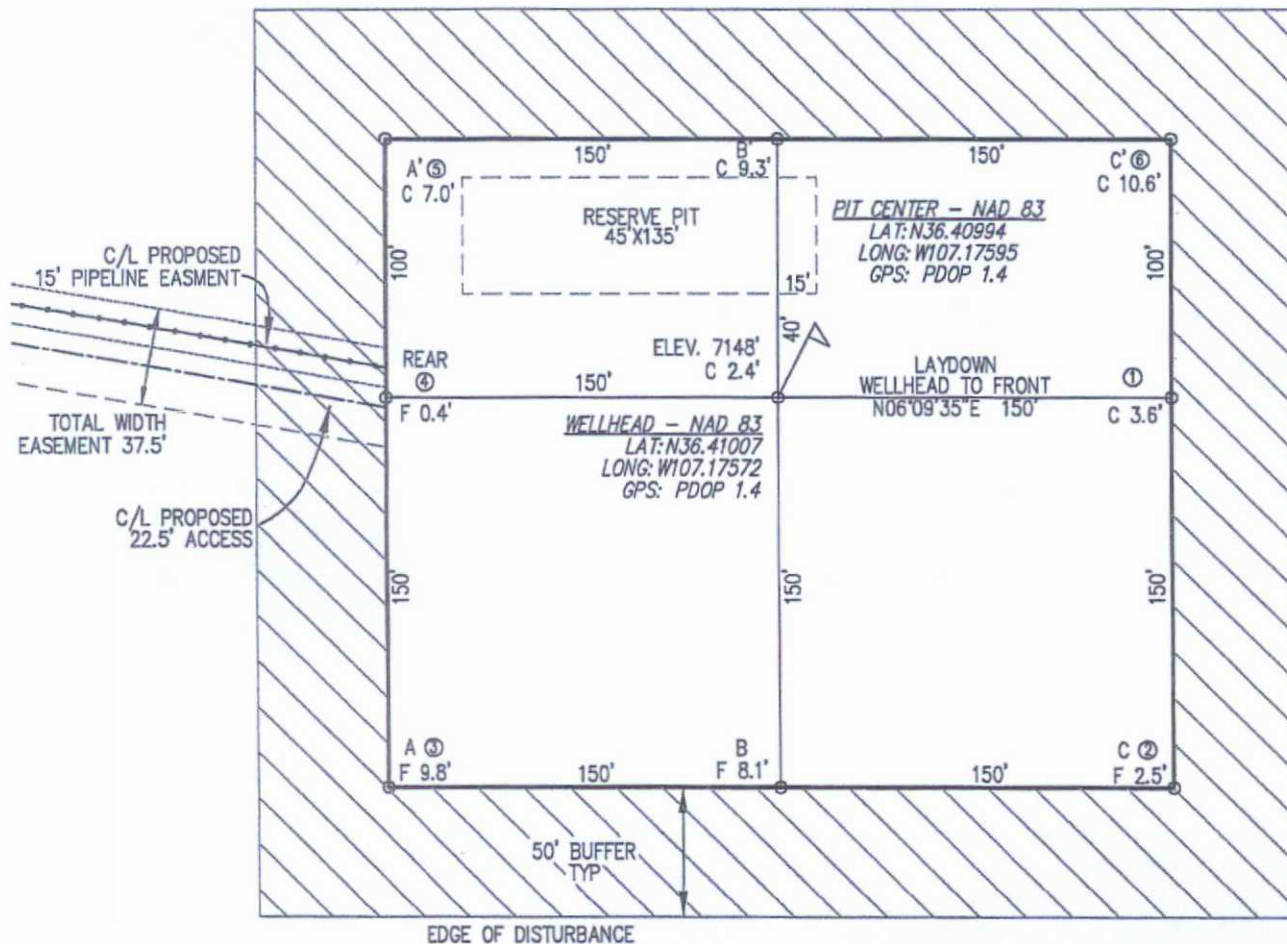 150'
B'
150'
A' ⑤
C 7.0'
C 9.3'
C' ⑥
C 10.6'
RESERVE PIT
45'X135'
PIT CENTER – NAD 83
LAT: N36.40994
LONG: W107.17595
GPS: PDOP 1.4
100'
100'
C/L PROPOSED
15' PIPELINE EASMENT
15'
40'
REAR
④
F 0.4'
150'
ELEV. 7148'
C 2.4'
LAYDOWN
WELLHEAD TO FRONT
N06°09'35"E 150'
①
C 3.6'
TOTAL WIDTH
EASEMENT 37.5'
WELLHEAD – NAD 83
LAT: N36.41007
LONG: W107.17572
GPS: PDOP 1.4
C/L PROPOSED
22.5' ACCESS
150'
150'
150'
A ③
F 9.8'
150'
B
F 8.1'
150'
C ②
F 2.5'
50' BUFFER
TYP
EDGE OF DISTURBANCE